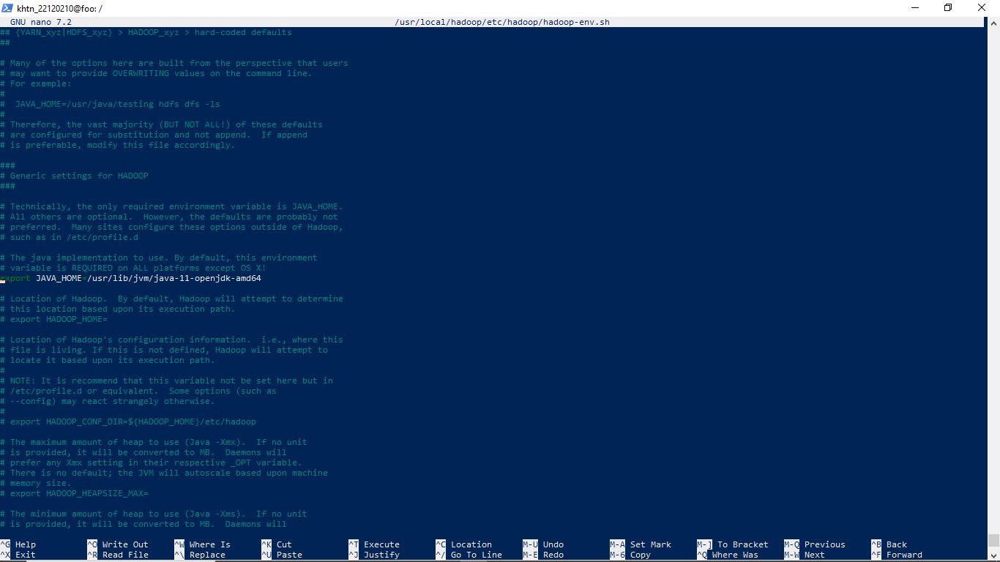 khtn_22120210@foo: /
GNU nano 7.2 /usr/local/hadoop/etc/hadoop/hadoop-env.sh
## {YARN_xyz|HDFS_xyz} > HADOOP_xyz > hard-coded defaults
##
# Many of the options here are built from the perspective that users
# may want to provide OVERWRITING values on the command line.
# For example:
#
#  JAVA_HOME=/usr/java/testing hdfs dfs -ls
#
# Therefore, the vast majority (BUT NOT ALL!) of these defaults
# are configured for substitution and not append.  If append
# is preferable, modify this file accordingly.
###
# Generic settings for HADOOP
###
# Technically, the only required environment variable is JAVA_HOME.
# All others are optional.  However, the defaults are probably not
# preferred.  Many sites configure these options outside of Hadoop,
# such as in /etc/profile.d
# The java implementation to use. By default, this environment
# variable is REQUIRED on ALL platforms except OS X!
export JAVA_HOME=/usr/lib/jvm/java-11-openjdk-amd64
# Location of Hadoop.  By default, Hadoop will attempt to determine
# this location based upon its execution path.
# export HADOOP_HOME=
# Location of Hadoop's configuration information.  i.e., where this
# file is living. If this is not defined, Hadoop will attempt to
# locate it based upon its execution path.
#
# NOTE: It is recommend that this variable not be set here but in
# /etc/profile.d or equivalent.  Some options (such as
# --config) may react strangely otherwise.
#
# export HADOOP_CONF_DIR=${HADOOP_HOME}/etc/hadoop
# The maximum amount of heap to use (Java -Xmx).  If no unit
# is provided, it will be converted to MB.  Daemons will
# prefer any Xmx setting in their respective _OPT variable.
# There is no default; the JVM will autoscale based upon machine
# memory size.
# export HADOOP_HEAPSIZE_MAX=
# The minimum amount of heap to use (Java -Xms).  If no unit
# is provided, it will be converted to MB.  Daemons will
^G Help ^O Write Out ^W Where Is ^K Cut ^T Execute ^C Location M-U Undo M-A Set Mark M-] To Bracket M-Q Previous ^B Back
^X Exit ^R Read File ^\ Replace ^U Paste ^J Justify ^/ Go To Line M-E Redo M-6 Copy ^Q Where Was M-W Next ^F Forward